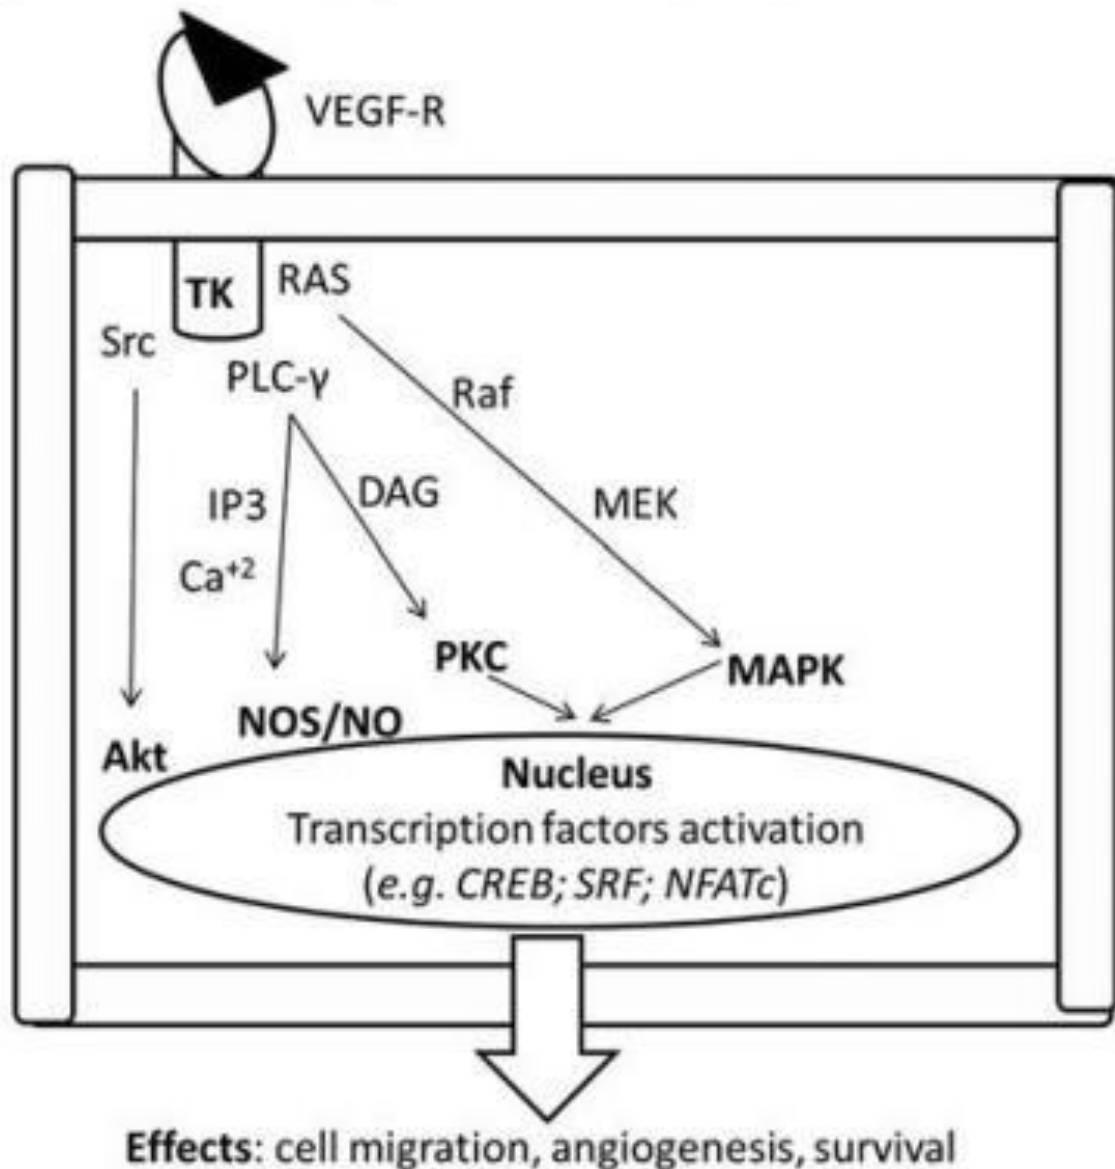 VEGF-R
TK
RAS
Src
PLC-γ
Raf
IP3
DAG
MEK
Ca⁺²
PKC
MAPK
NOS/NO
Akt
Nucleus
Transcription factors activation
(e.g. CREB; SRF; NFATc)
Effects: cell migration, angiogenesis, survival